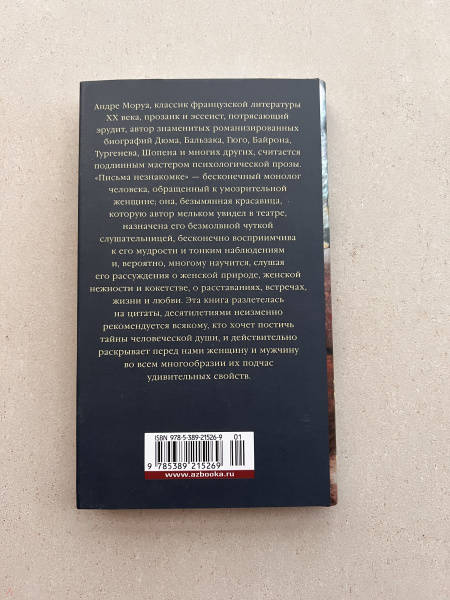 Андре Моруа, классик французской литературы
XX века, прозаик и эссеист, потрясающий
эрудит, автор знаменитых романизированных
биографий Дюма, Бальзака, Гюго, Байрона,
Тургенева, Шопена и многих других, считается
подлинным мастером психологической прозы.
«Письма незнакомке» — бесконечный монолог
человека, обращенный к умозрительной
женщине; она, безымянная красавица,
которую автор мельком увидел в театре,
назначена его безмолвной чуткой
слушательницей, бесконечно восприимчива
к его мудрости и тонким наблюдениям
и, вероятно, многому научится, слушая
его рассуждения о женской природе, женской
нежности и кокетстве, о расставаниях, встречах,
жизни и любви. Эта книга разлетелась
на цитаты, десятилетиями неизменно
рекомендуется всякому, кто хочет постичь
тайны человеческой души, и действительно
раскрывает перед нами женщину и мужчину
во всем многообразии их подчас
удивительных свойств.
ISBN 978-5-389-21526-9
01
9 785389 215269
www.azbooka.ru